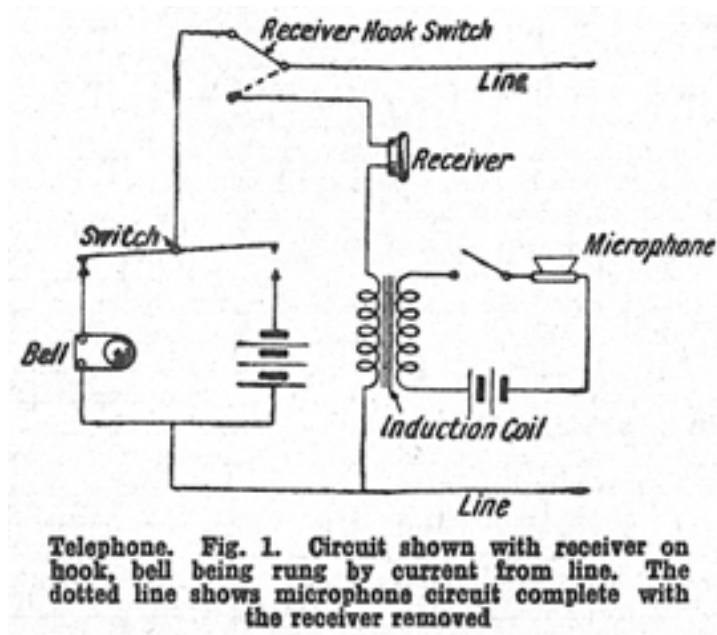 Receiver Hook Switch
Line
Receiver
Switch
Microphone
Bell
Induction Coil
Line
Telephone. Fig. 1. Circuit shown with receiver on
hook, bell being rung by current from line. The
dotted line shows microphone circuit complete with
the receiver removed